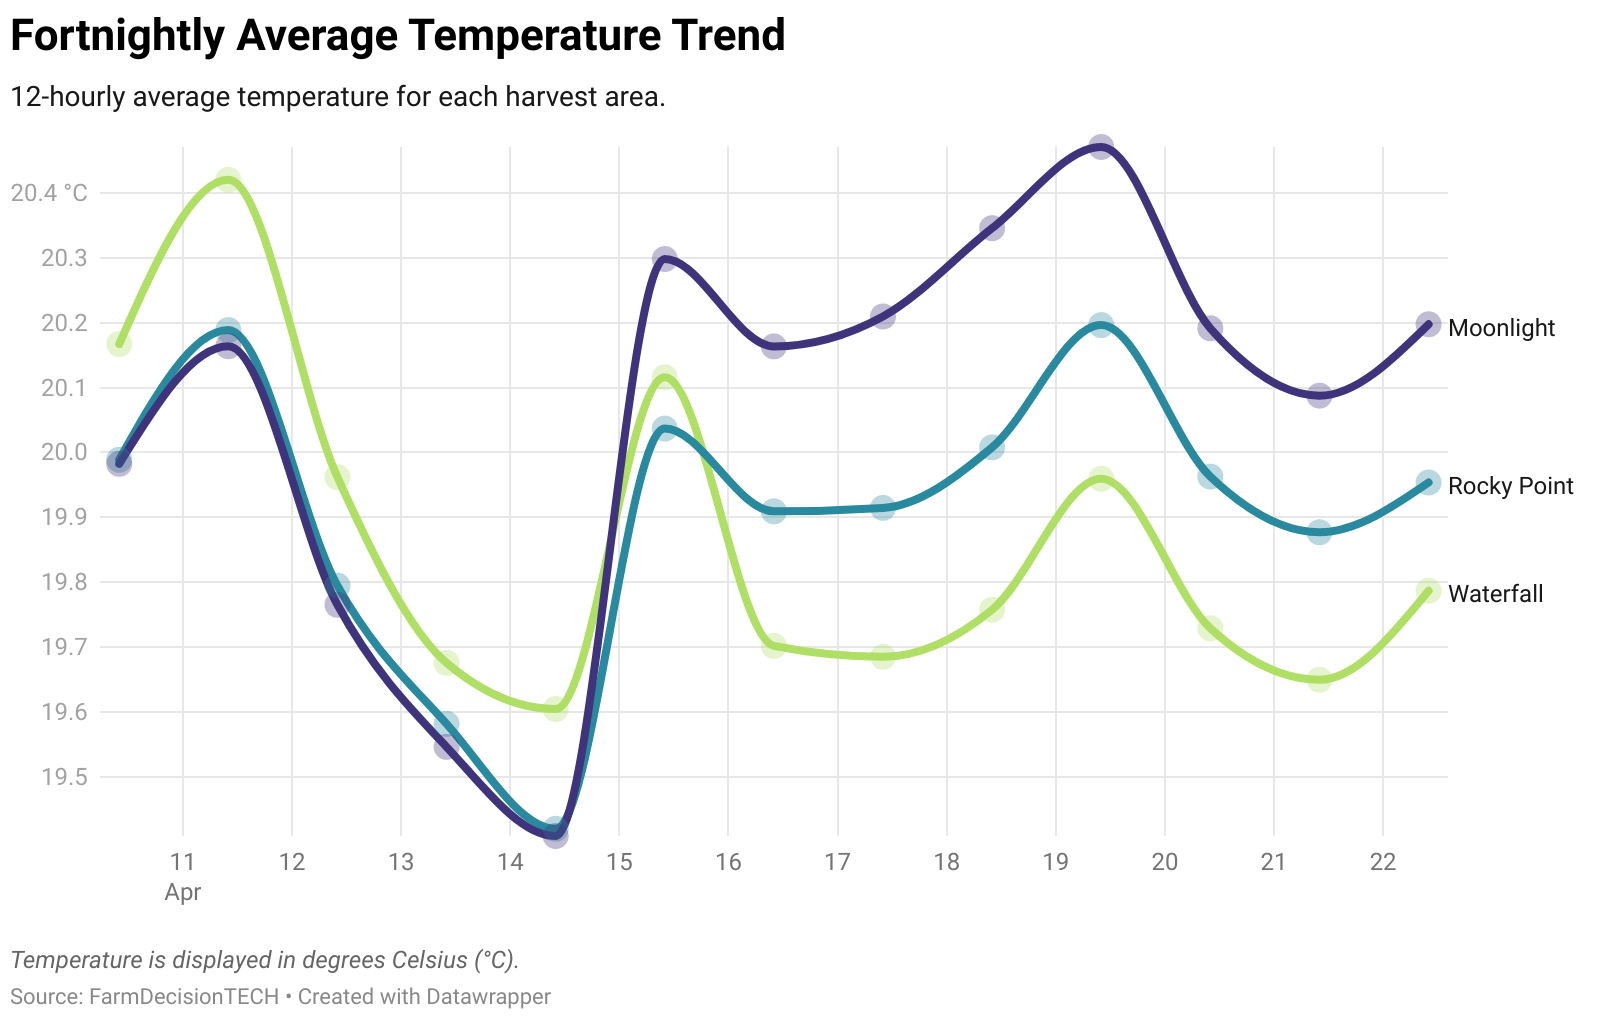 Fortnightly Average Temperature Trend
12-hourly average temperature for each harvest area.
20.4 °C
20.3
20.2
20.1
20.0
19.9
19.8
19.7
19.6
19.5
Moonlight
Rocky Point
Waterfall
11 12 13 14 15 16 17 18 19 20 21 22
Apr
Temperature is displayed in degrees Celsius (°C).
Source: FarmDecisionTECH • Created with Datawrapper